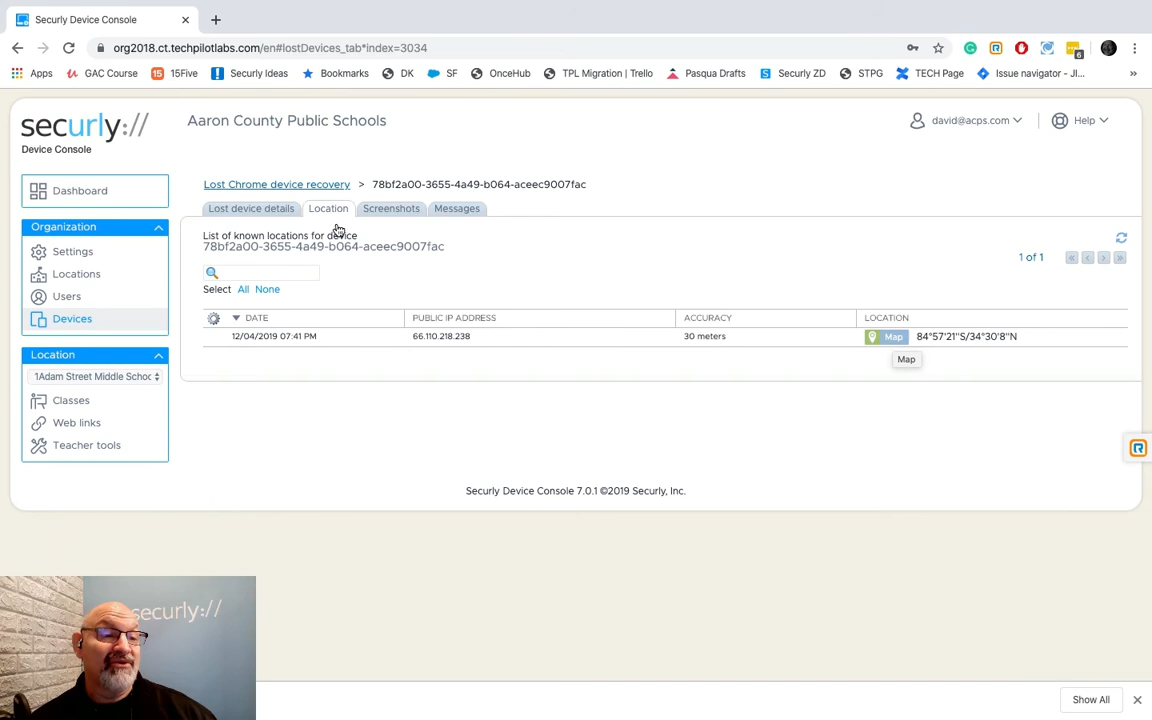 Securly Device Console
org2018.ct.techpilotlabs.com/en#lostDevices_tab*index=3034
6
Apps
GAC Course
15 15Five
Securly Ideas
Bookmarks
DK
SF
OnceHub
TPL Migration | Trello
Pasqua Drafts
S Securly ZD
STPG
TECH Page
Issue navigator - JI...
»
securly://
Device Console
Aaron County Public Schools
david@acps.com
Help
Dashboard
Organization
Settings
Locations
Users
Devices
Location
1Adam Street Middle Schoc
Classes
Web links
Teacher tools
Lost Chrome device recovery > 78bf2a00-3655-4a49-b064-aceec9007fac
Lost device details
Location
Screenshots
Messages
List of known locations for device
78bf2a00-3655-4a49-b064-aceec9007fac
1 of 1
« ‹ › »
Select All None
DATE PUBLIC IP ADDRESS ACCURACY LOCATION
12/04/2019 07:41 PM 66.110.218.238 30 meters Map 84°57'21"S/34°30'8"N
Map
R
Securly Device Console 7.0.1 ©2019 Securly, Inc.
securly://
Show All